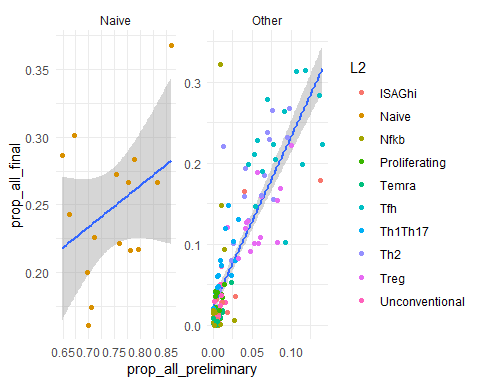 Naive Other
0.35
0.30
0.25
0.20
0.3
0.2
0.1
0.0
0.65 0.70 0.75 0.80 0.85
0.00 0.05 0.10
prop_all_final
prop_all_preliminary
L2
ISAGhi
Naive
Nfkb
Proliferating
Temra
Tfh
Th1Th17
Th2
Treg
Unconventional